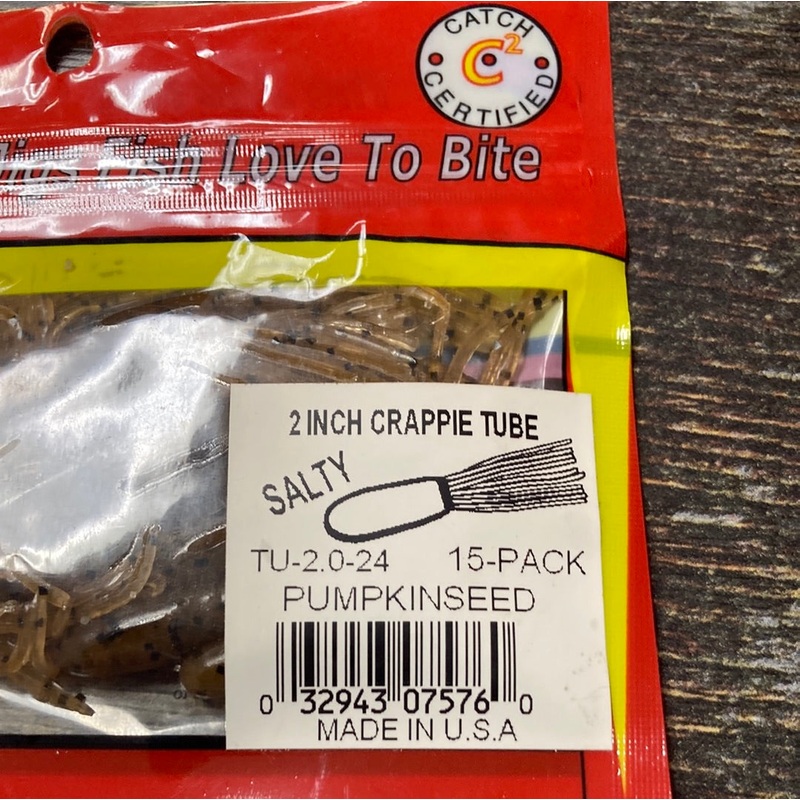 CATCH
C2
CERTIFIED
Jigs Fish Love To Bite
2 INCH CRAPPIE TUBE
SALTY
TU-2.0-24 15-PACK
PUMPKINSEED
0 32943 07576 0
MADE IN U.S.A